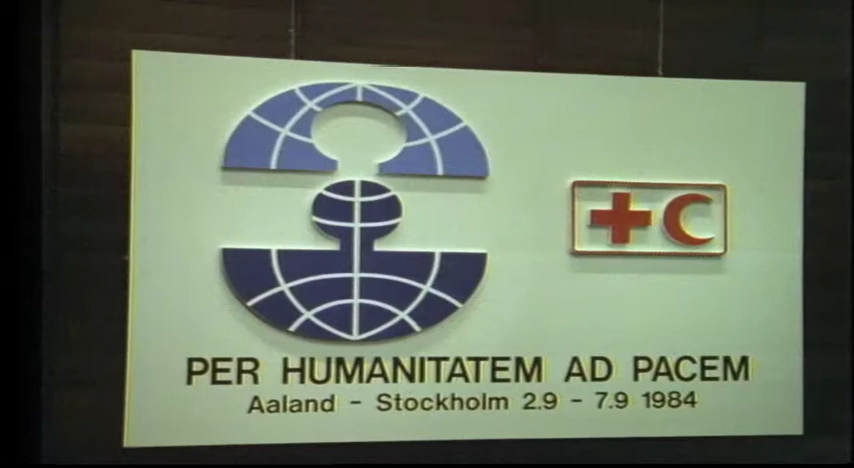 PER HUMANITATEM AD PACEM
Aaland - Stockholm 2.9 - 7.9 1984